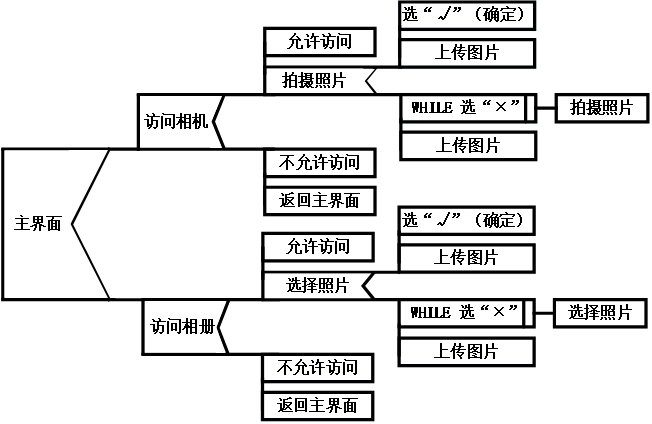 选“√”（确定）
允许访问
上传图片
拍摄照片
访问相机
WHILE 选“×”
拍摄照片
上传图片
不允许访问
返回主界面
主界面
选“√”（确定）
允许访问
上传图片
选择照片
访问相册
WHILE 选“×”
选择照片
上传图片
不允许访问
返回主界面